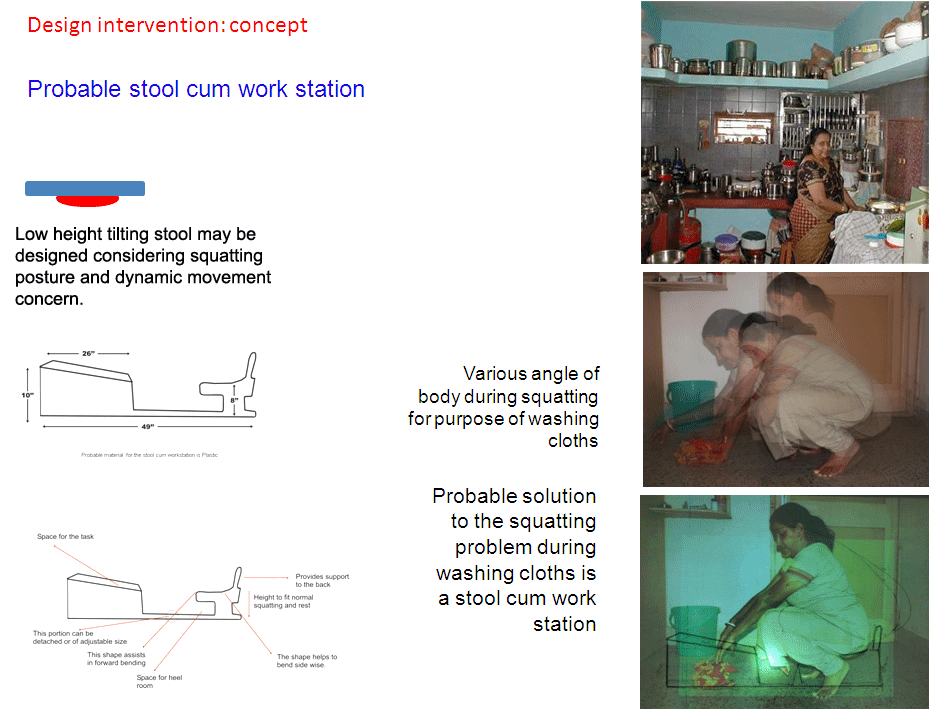 Design intervention: concept
Probable stool cum work station
Low height tilting stool may be
designed considering squatting
posture and dynamic movement
concern.
26"
10"
8"
49"
Probable material for the stool cum workstation is Plastic
Various angle of
body during squatting
for purpose of washing
cloths
Probable solution
to the squatting
problem during
washing cloths is
a stool cum work
station
Space for the task
Provides support
to the back
Height to fit normal
squatting and rest
This portion can be
detached or of adjustable size
This shape assists
in forward bending
Space for heel
room
The shape helps to
bend side wise